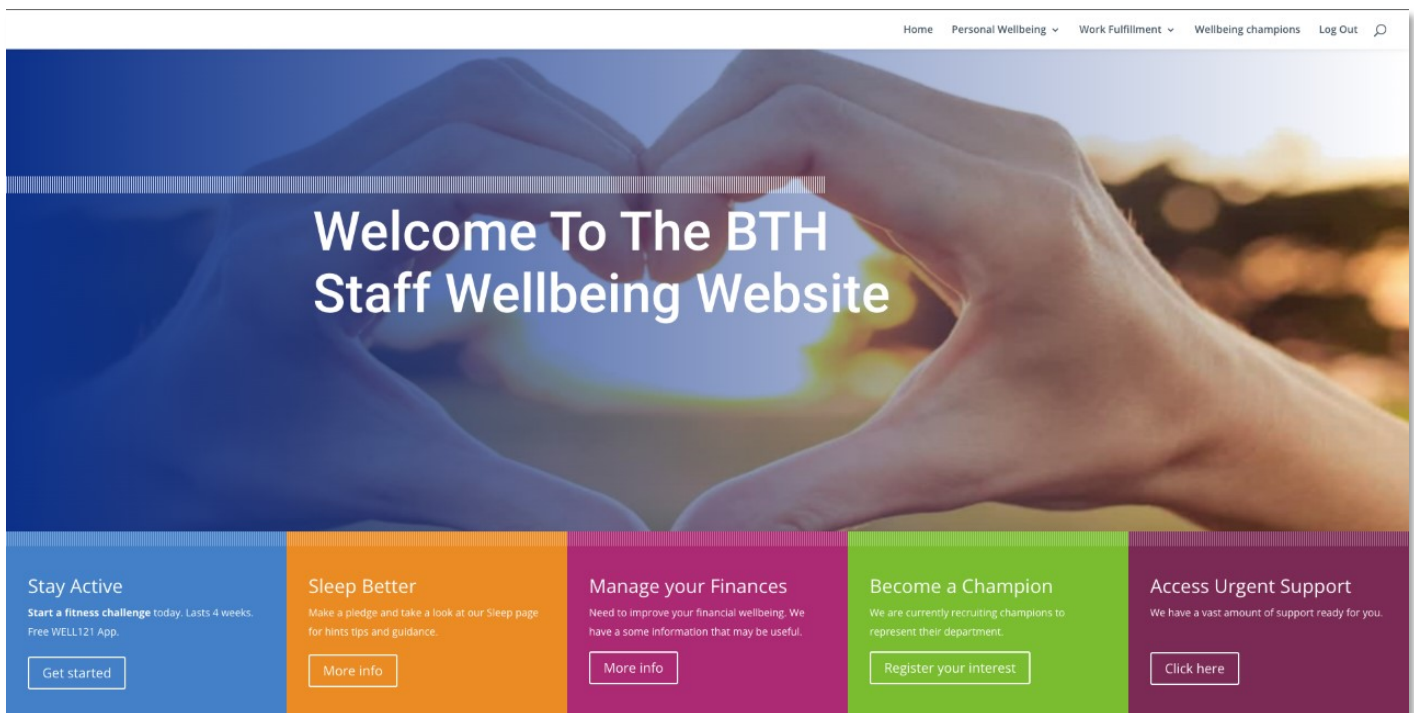 Home Personal Wellbeing Work Fulfillment Wellbeing champions Log Out
Welcome To The BTH
Staff Wellbeing Website
Stay Active
Start a fitness challenge today. Lasts 4 weeks.
Free WELL121 App.
Get started
Sleep Better
Make a pledge and take a look at our Sleep page
for hints tips and guidance.
More info
Manage your Finances
Need to improve your financial wellbeing. We
have a some information that may be useful.
More info
Become a Champion
We are currently recruiting champions to
represent their department.
Register your interest
Access Urgent Support
We have a vast amount of support ready for you.
Click here